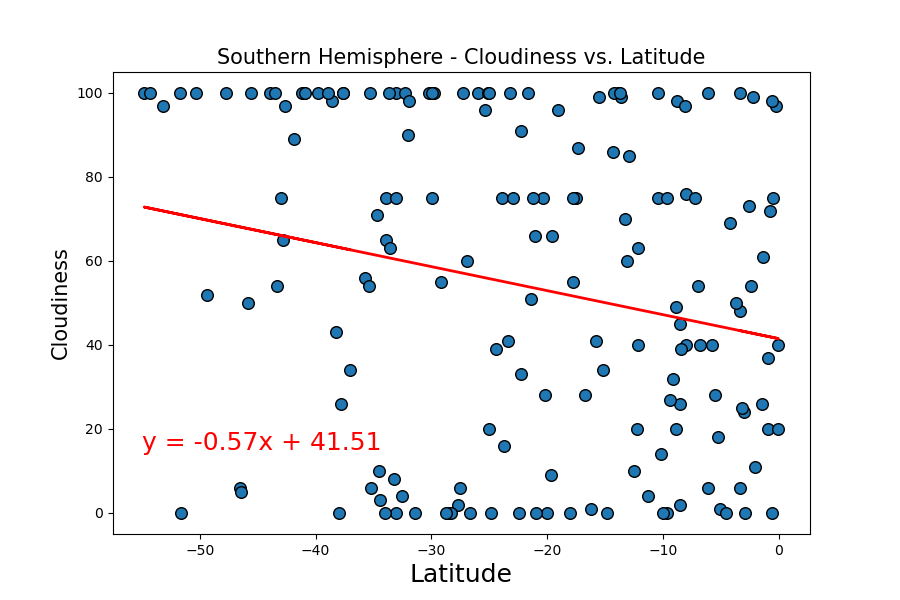 Southern Hemisphere - Cloudiness vs. Latitude
100
80
60
40
20
0
Cloudiness
y = -0.57x + 41.51
−50 −40 −30 −20 −10 0
Latitude